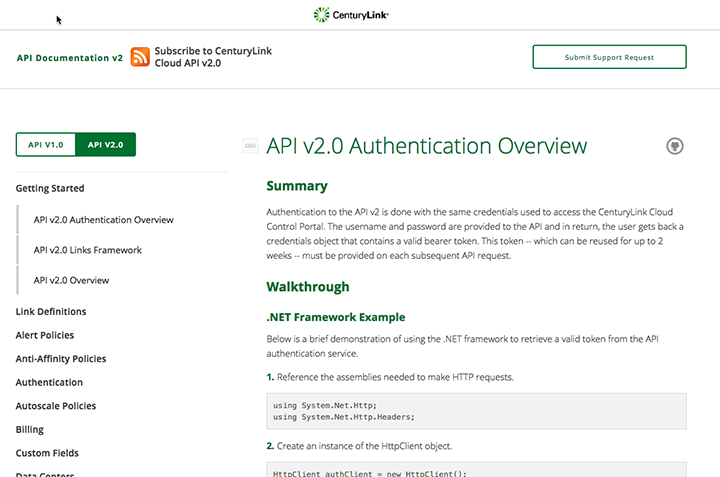 CenturyLink®
API Documentation v2
Subscribe to CenturyLink
Cloud API v2.0
Submit Support Request
API V1.0
API V2.0
Getting Started
API v2.0 Authentication Overview
API v2.0 Links Framework
API v2.0 Overview
Link Definitions
Alert Policies
Anti-Affinity Policies
Authentication
Autoscale Policies
Billing
Custom Fields
Data Centers
API v2.0 Authentication Overview
Summary
Authentication to the API v2 is done with the same credentials used to access the CenturyLink Cloud
Control Portal. The username and password are provided to the API and in return, the user gets back a
credentials object that contains a valid bearer token. This token -- which can be reused for up to 2
weeks -- must be provided on each subsequent API request.
Walkthrough
.NET Framework Example
Below is a brief demonstration of using the .NET framework to retrieve a valid token from the API
authentication service.
1. Reference the assemblies needed to make HTTP requests.
using System.Net.Http;
using System.Net.Http.Headers;
2. Create an instance of the HttpClient object.
HttpClient authClient = new HttpClient();